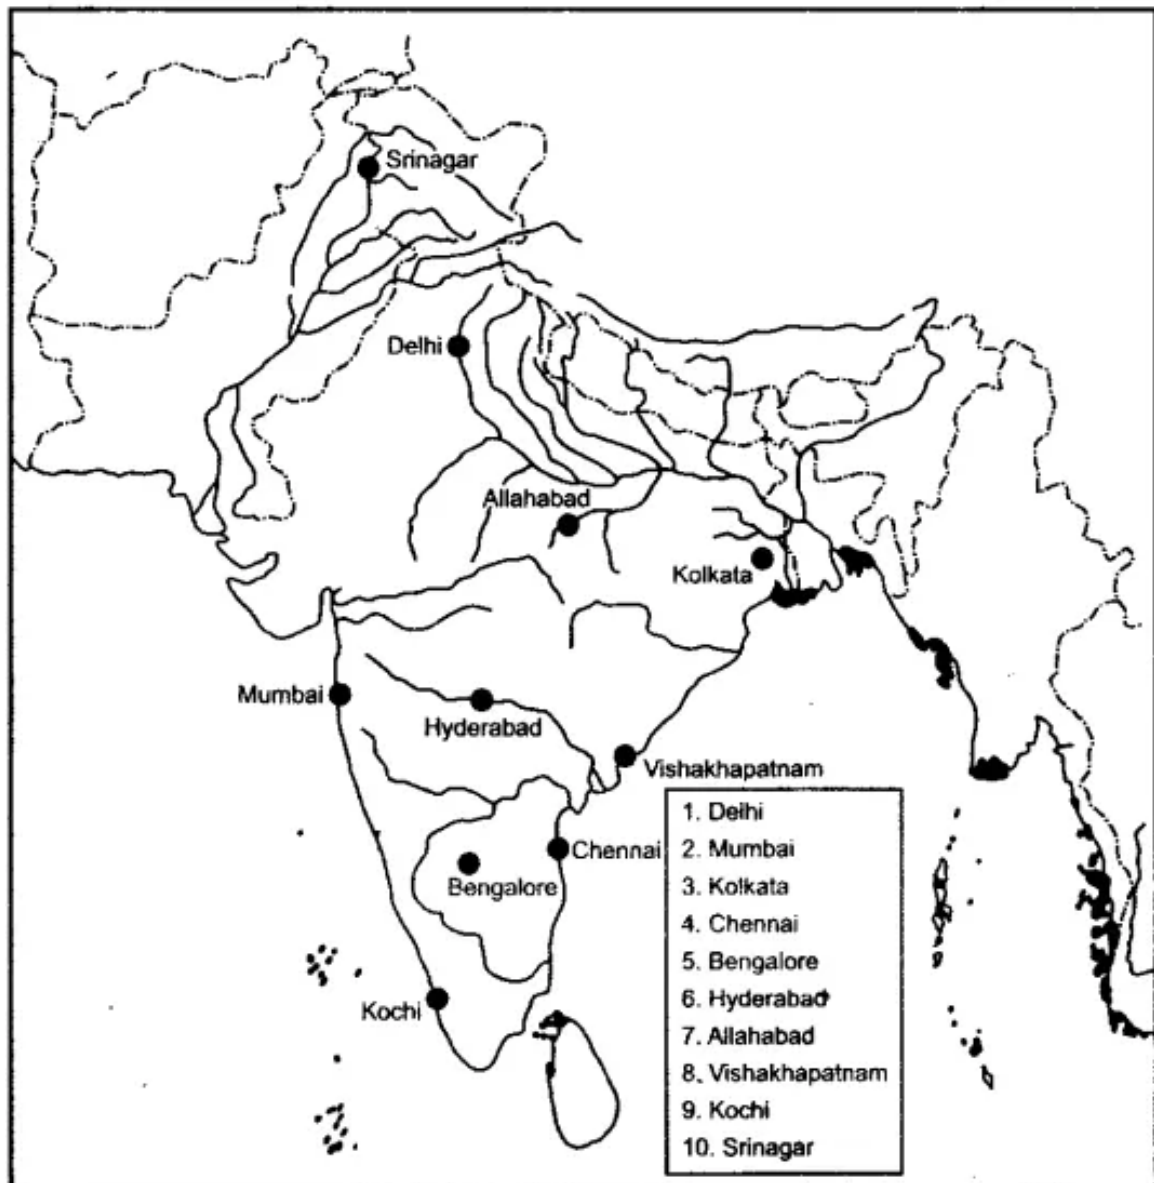 Srinagar
Delhi
Allahabad
Kolkata
Mumbai
Hyderabad
Vishakhapatnam
Chennai
Bengalore
Kochi
1. Delhi
2. Mumbai
3. Kolkata
4. Chennai
5. Bengalore
6. Hyderabad
7. Allahabad
8. Vishakhapatnam
9. Kochi
10. Srinagar